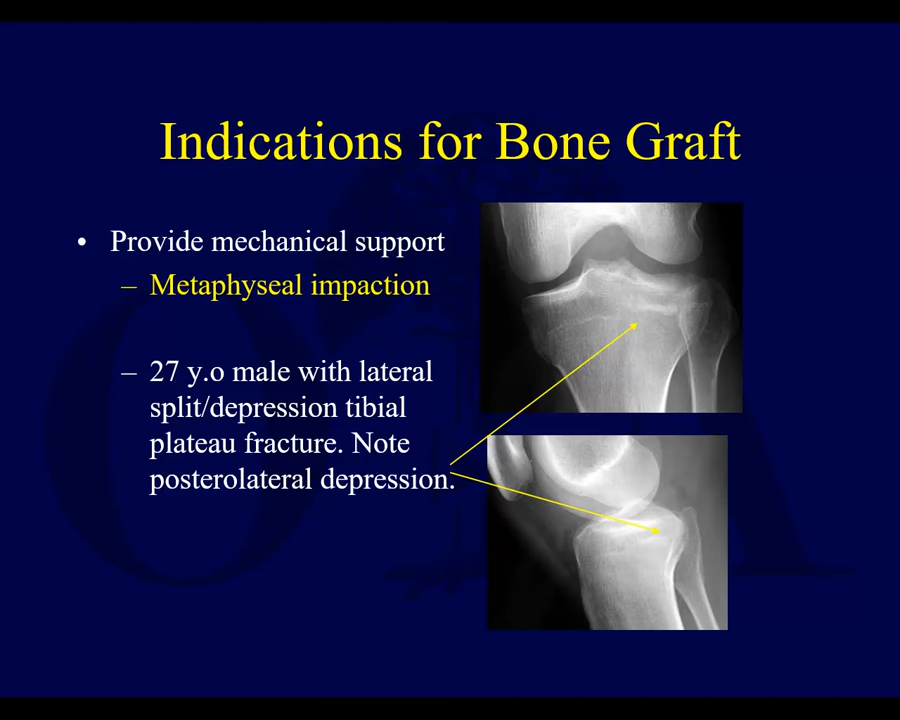 Indications for Bone Graft
• Provide mechanical support
– Metaphyseal impaction
– 27 y.o male with lateral
split/depression tibial
plateau fracture. Note
posterolateral depression.